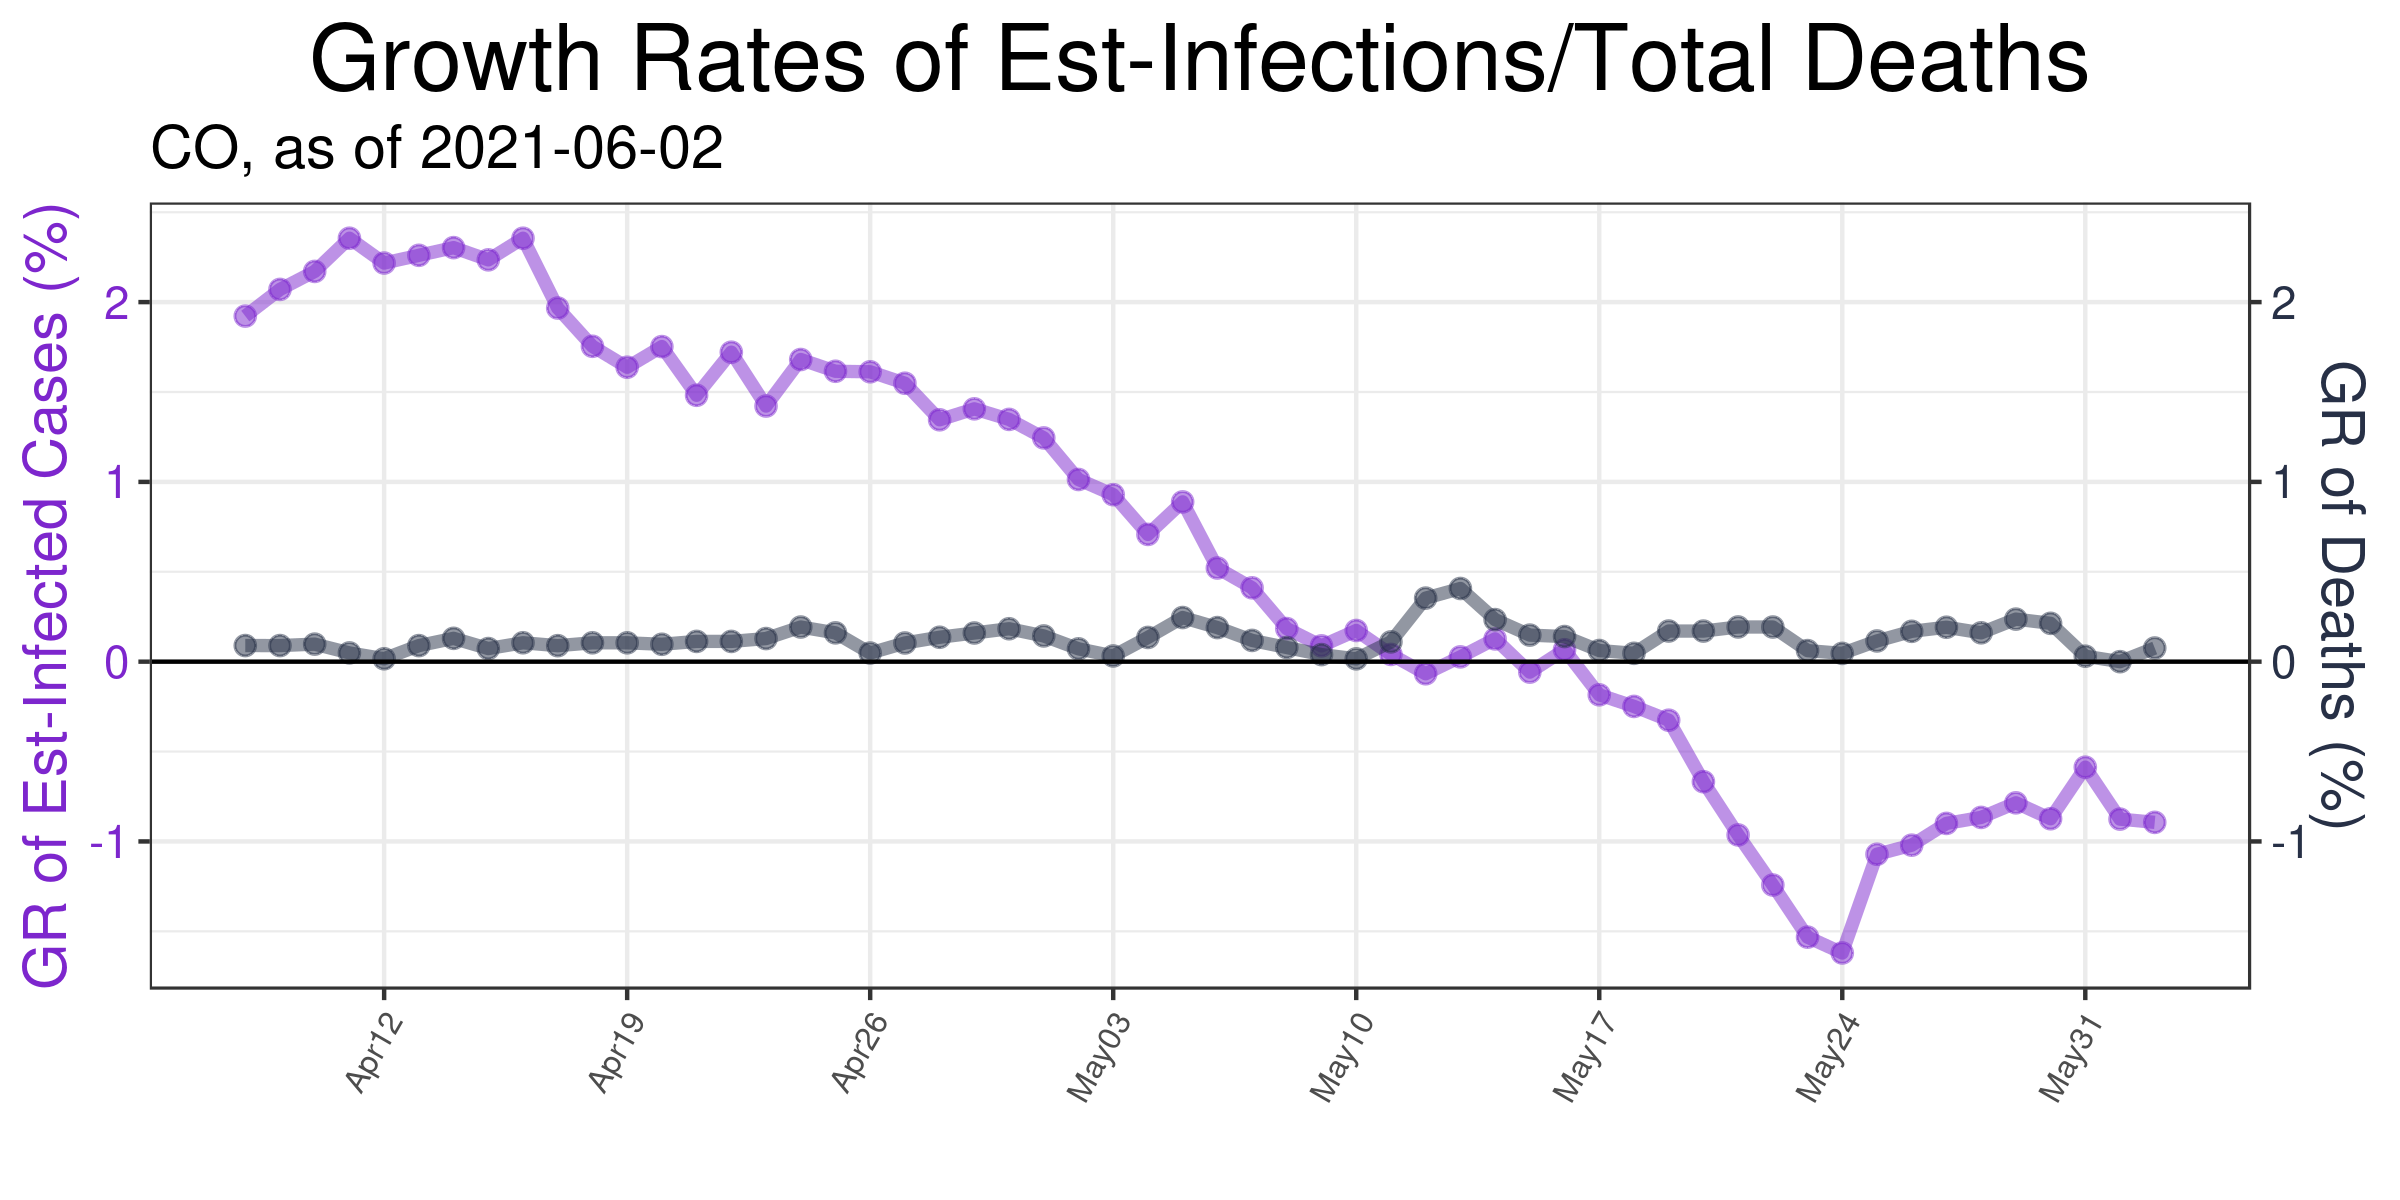 Growth Rates of Est-Infections/Total Deaths
CO, as of 2021-06-02
GR of Est-Infected Cases (%)
2
1
0
-1
2
1
0
-1
GR of Deaths (%)
Apr12
Apr19
Apr26
May03
May10
May17
May24
May31